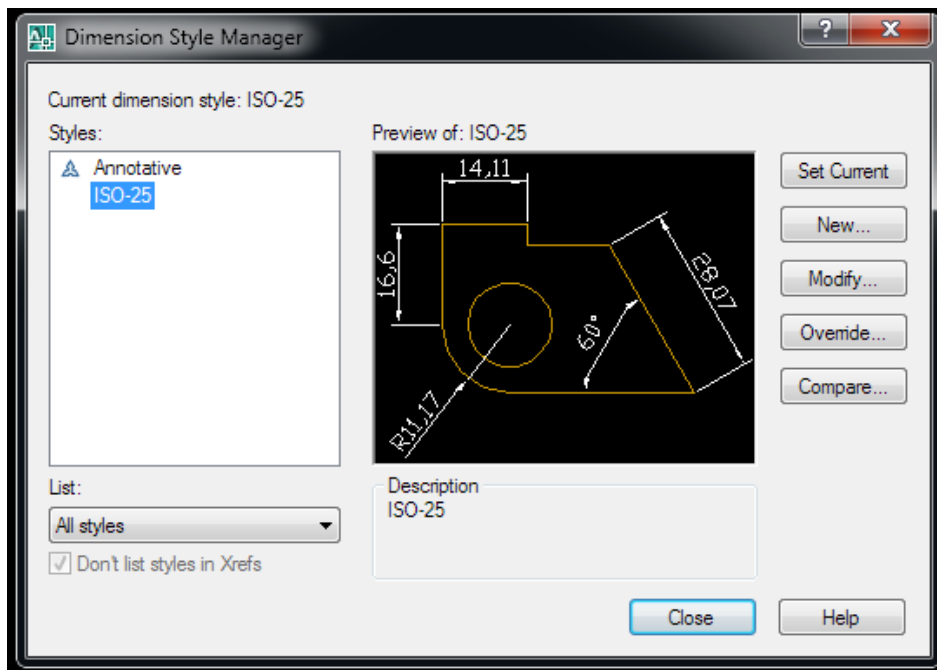 Dimension Style Manager
?
X
Current dimension style: ISO-25
Styles:
Annotative
ISO-25
Preview of: ISO-25
14,11
16,6
28,07
60°
R11,17
Set Current
New...
Modify...
Override...
Compare...
List:
All styles
Don't list styles in Xrefs
Description
ISO-25
Close
Help